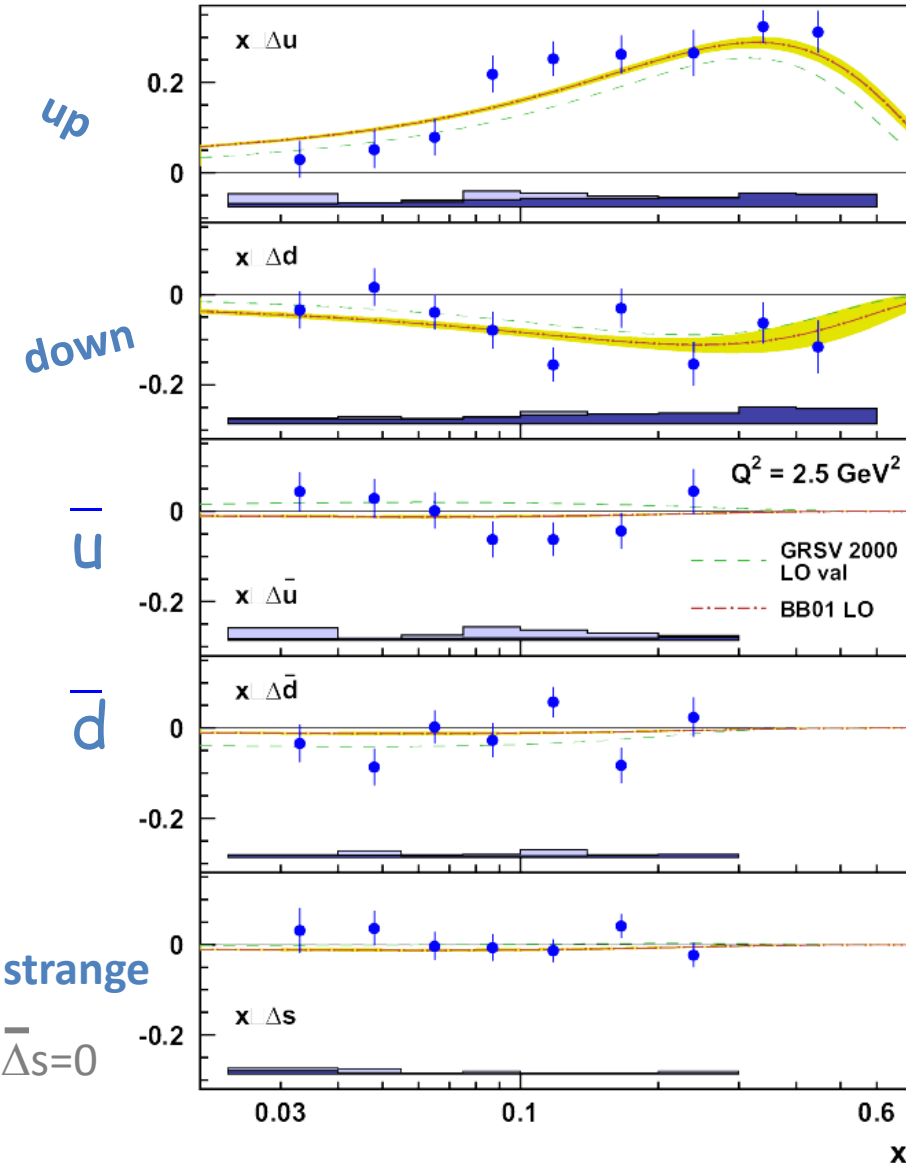 x Δu
up
0.2
0
x Δd
down
0
-0.2
Q² = 2.5 GeV²
u̅
0
GRSV 2000
LO val
-0.2
x Δu̅
BB01 LO
x Δd̅
d̅
0
-0.2
strange
0
x Δs
-0.2
Δ̅s=0
0.03
0.1
0.6
x